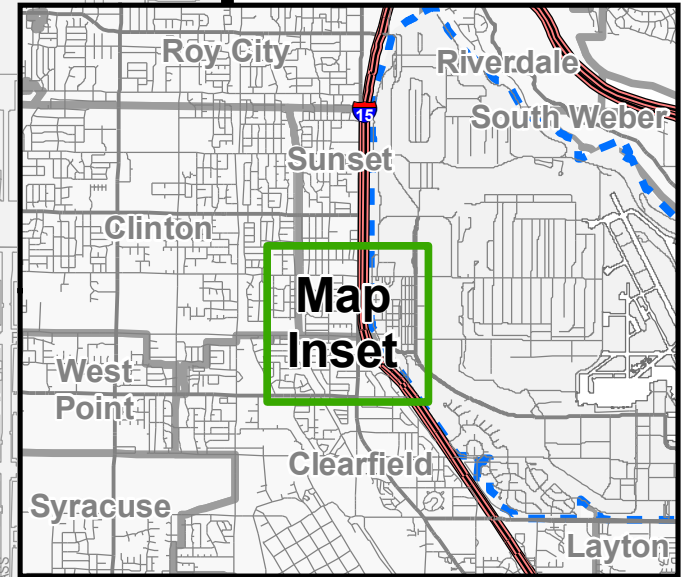 Roy City
Riverdale
15
South Weber
Sunset
Clinton
Map
Inset
West
Point
Clearfield
Syracuse
Layton